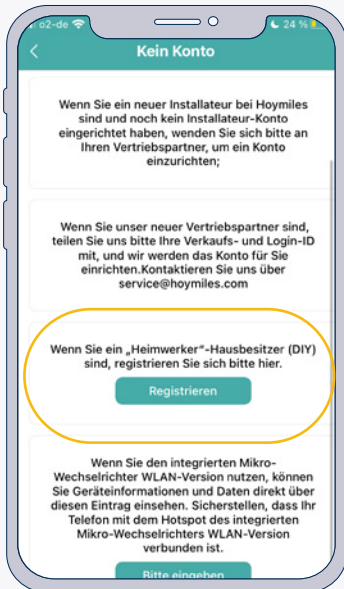 o2-de 24 %
Kein Konto
Wenn Sie ein neuer Installateur bei Hoymiles
sind und noch kein Installateur-Konto
eingerichtet haben, wenden Sie sich bitte an
Ihren Vertriebspartner, um ein Konto
einzurichten;
Wenn Sie unser neuer Vertriebspartner sind,
teilen Sie uns bitte Ihre Verkaufs- und Login-ID
mit, und wir werden das Konto für Sie
einrichten.Kontaktieren Sie uns über
service@hoymiles.com
Wenn Sie ein „Heimwerker"-Hausbesitzer (DIY)
sind, registrieren Sie sich bitte hier.
Registrieren
Wenn Sie den integrierten Mikro-
Wechselrichter WLAN-Version nutzen, können
Sie Geräteinformationen und Daten direkt über
diesen Eintrag einsehen. Sicherstellen, dass Ihr
Telefon mit dem Hotspot des integrierten
Mikro-Wechselrichters WLAN-Version
verbunden ist.
Bitte eingeben